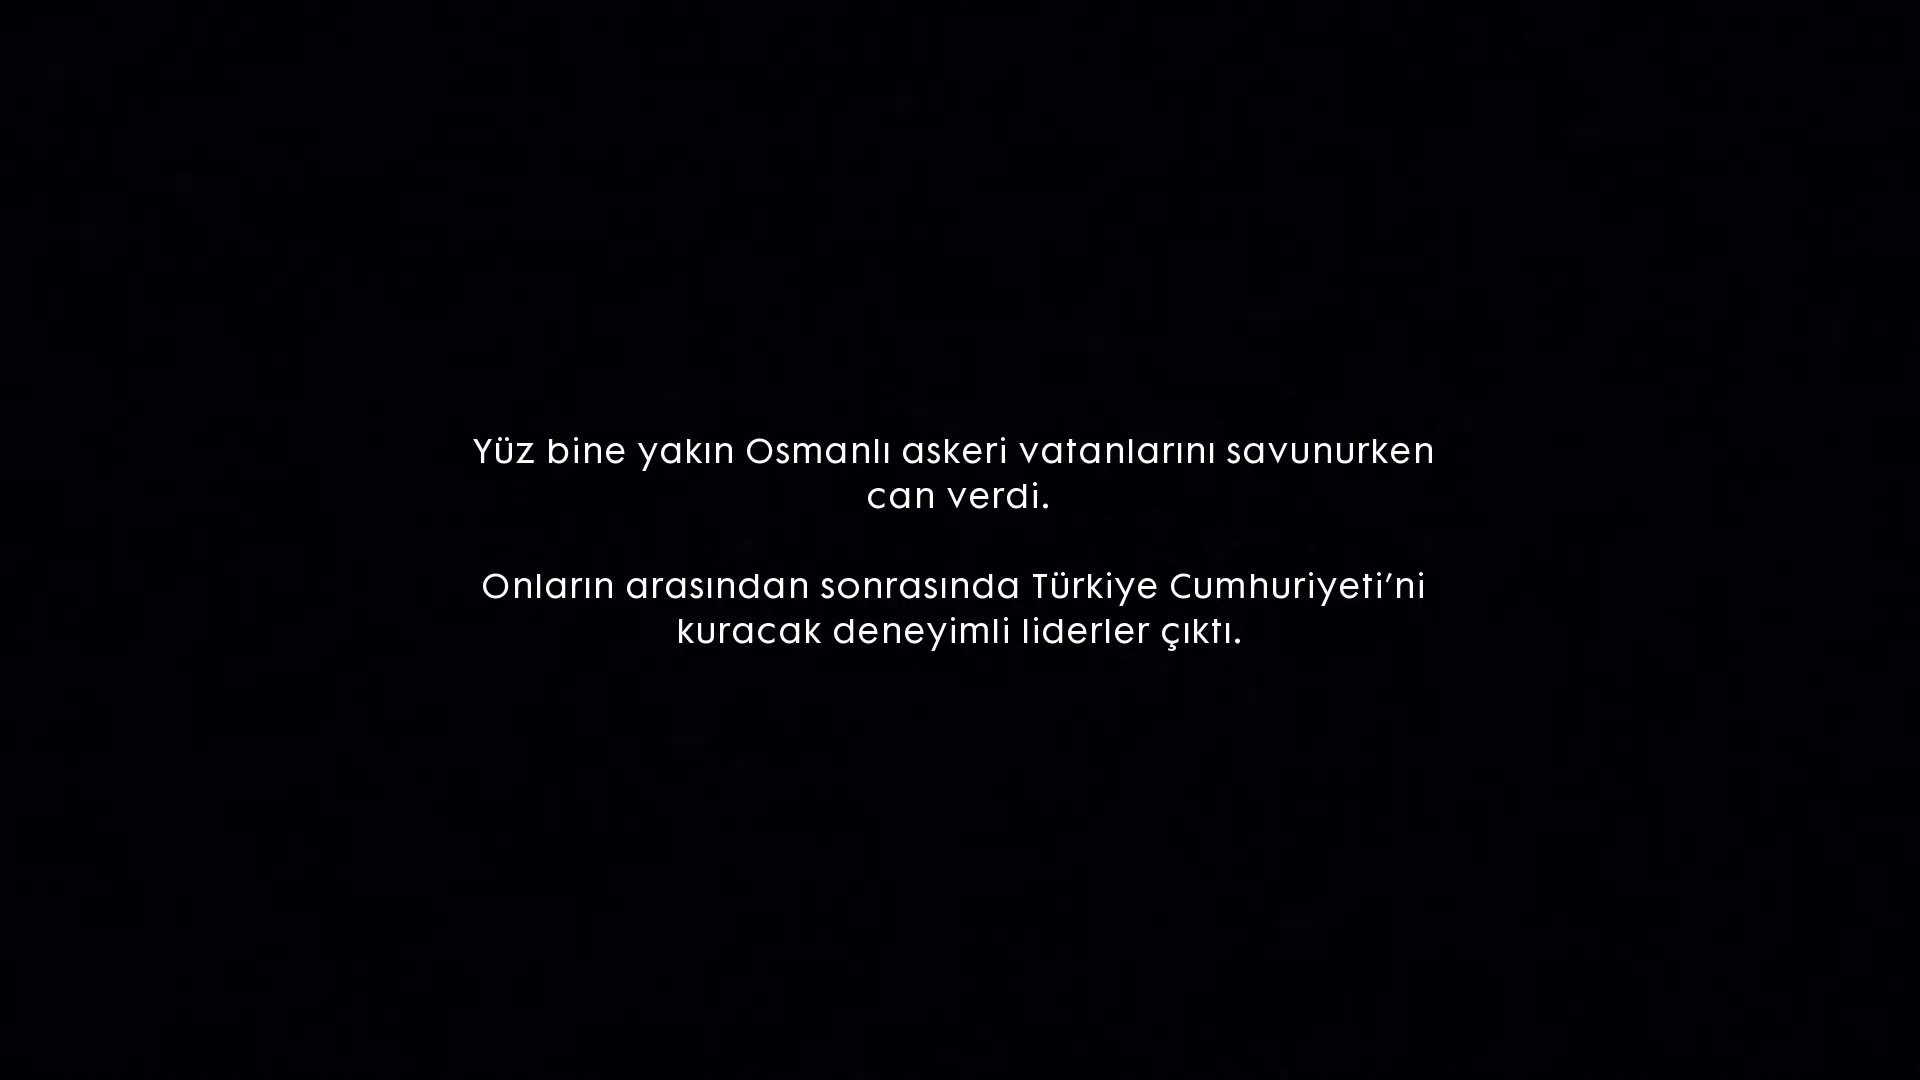 Yüz bine yakın Osmanlı askeri vatanlarını savunurken
can verdi.
Onların arasından sonrasında Türkiye Cumhuriyeti’ni
kuracak deneyimli liderler çıktı.